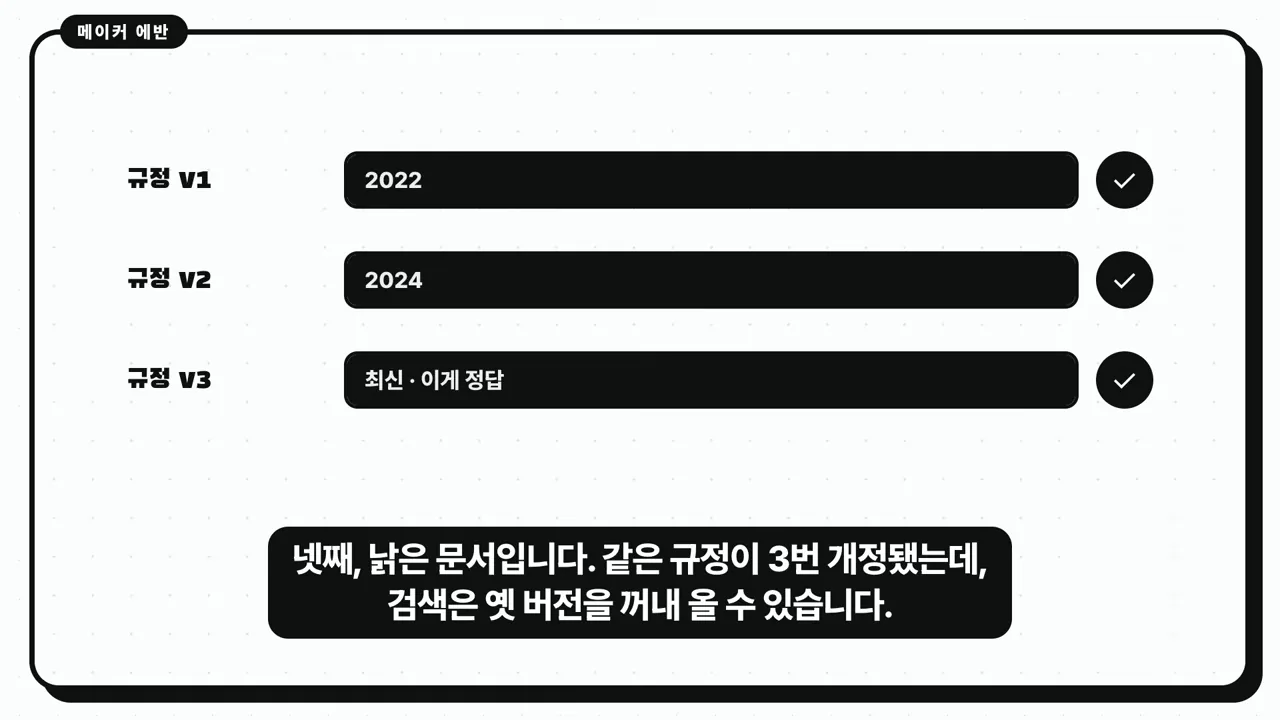 메이커 에반
규정 V1
2022
규정 V2
2024
규정 V3
최신 · 이게 정답
넷째, 낡은 문서입니다. 같은 규정이 3번 개정됐는데,
검색은 옛 버전을 꺼내 올 수 있습니다.